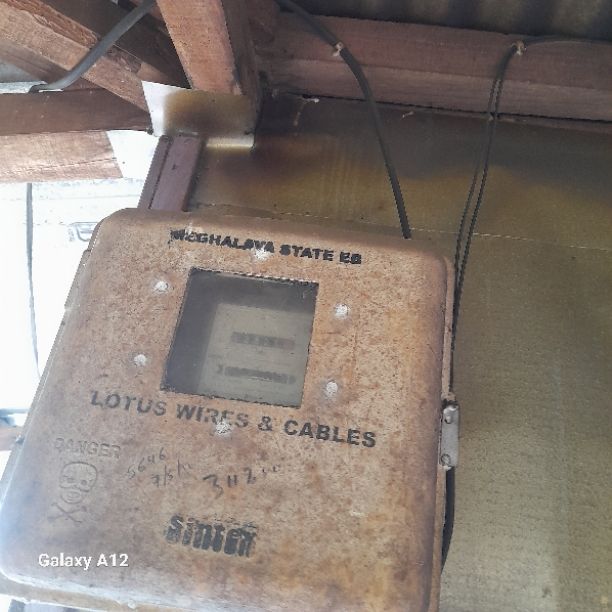 MEGHALAYA STATE EB
LOTUS WIRES & CABLES
DANGER
5646
Sintex
Galaxy A12